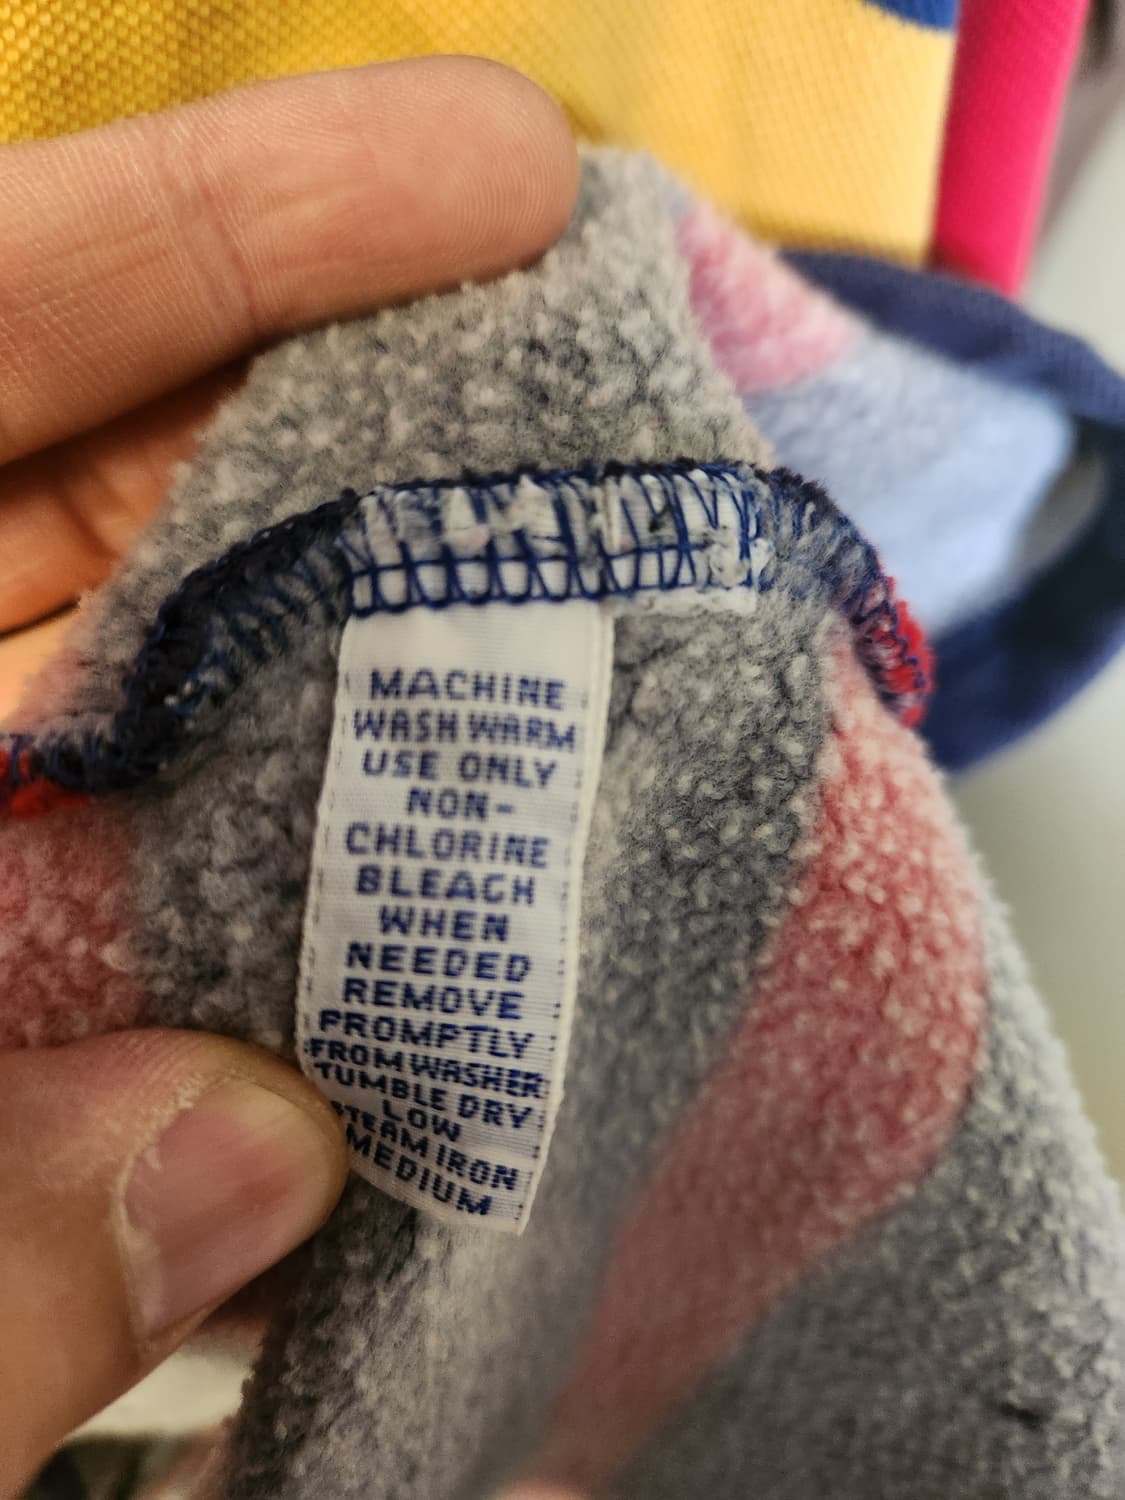 MACHINE
WASH WARM
USE ONLY
NON-
CHLORINE
BLEACH
WHEN
NEEDED
REMOVE
PROMPTLY
FROM WASHER
TUMBLE DRY
LOW
STEAM IRON
MEDIUM